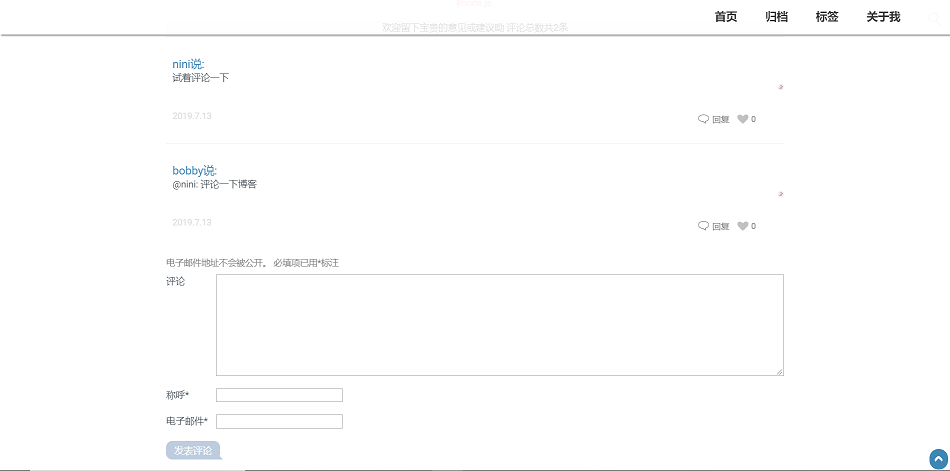 首页 归档 标签 关于我
欢迎留下宝贵的意见或建议呦 评论总数共2条
nini说:
试着评论一下
2019.7.13
回复 0
bobby说:
@nini: 评论一下博客
2019.7.13
回复 0
电子邮件地址不会被公开。 必填项已用*标注
评论
称呼*
电子邮件*
发表评论